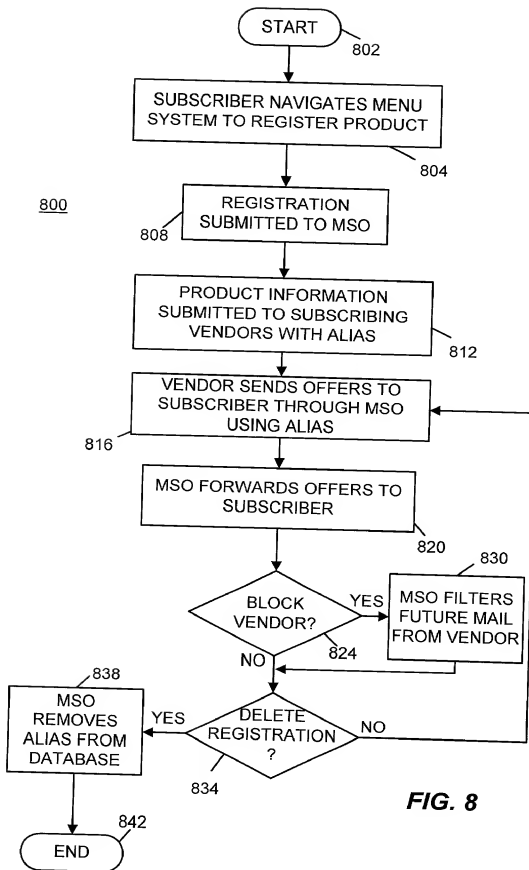 START
802
SUBSCRIBER NAVIGATES MENU
SYSTEM TO REGISTER PRODUCT
804
800
REGISTRATION
SUBMITTED TO MSO
808
PRODUCT INFORMATION
SUBMITTED TO SUBSCRIBING
VENDORS WITH ALIAS
812
VENDOR SENDS OFFERS TO
SUBSCRIBER THROUGH MSO
USING ALIAS
816
MSO FORWARDS OFFERS TO
SUBSCRIBER
820
BLOCK
VENDOR?
824
YES
830
MSO FILTERS
FUTURE MAIL
FROM VENDOR
NO
DELETE
REGISTRATION
?
834
NO
YES
838
MSO
REMOVES
ALIAS FROM
DATABASE
842
END
FIG. 8